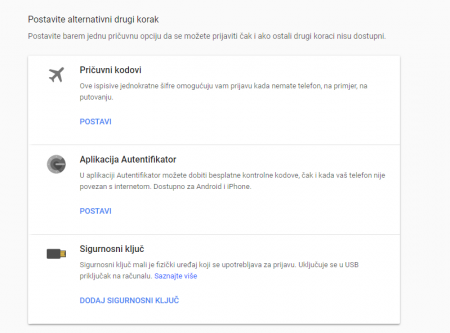 Postavite alternativni drugi korak
Postavite barem jednu pričuvnu opciju da se možete prijaviti čak i ako ostali drugi koraci nisu dostupni.
Pričuvni kodovi
Ove ispisive jednokratne šifre omogućuju vam prijavu kada nemate telefon, na primjer, na
putovanju.
POSTAVI
Aplikacija Autentifikator
U aplikaciji Autentifikator možete dobiti besplatne kontrolne kodove, čak i kada vaš telefon nije
povezan s internetom. Dostupno za Android i iPhone.
POSTAVI
Sigurnosni ključ
Sigurnosni ključ mali je fizički uređaj koji se upotrebljava za prijavu. Uključuje se u USB
priključak na računalu. Saznajte više
DODAJ SIGURNOSNI KLJUČ